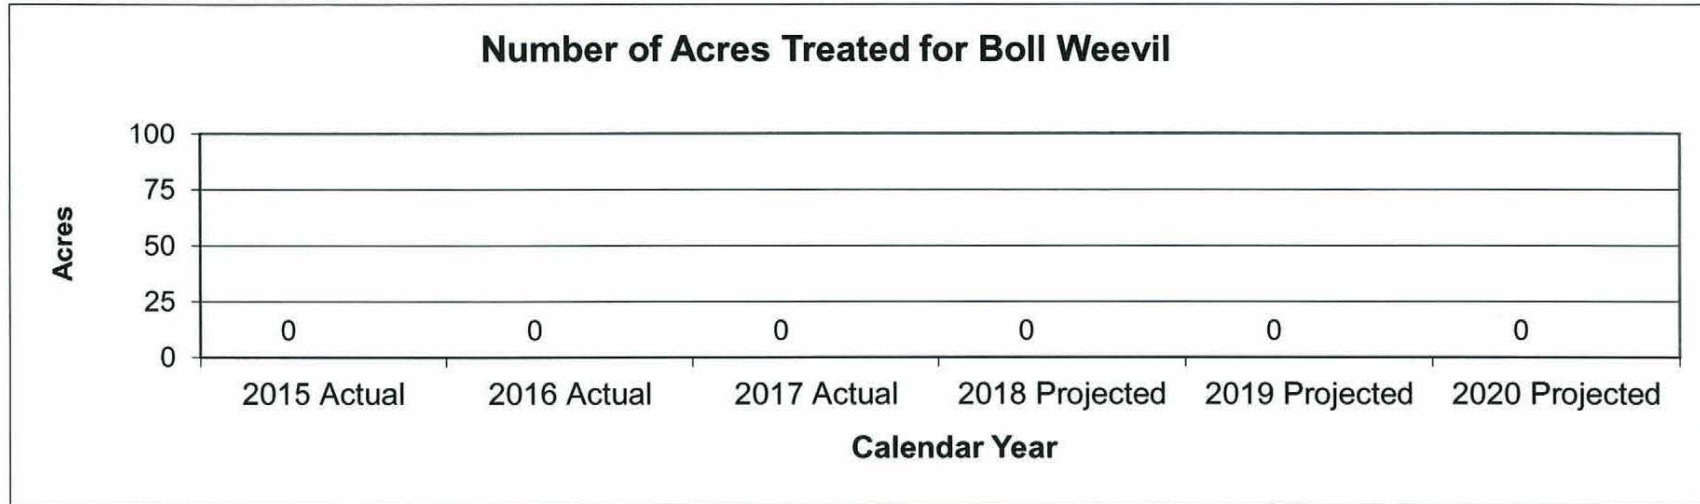 Number of Acres Treated for Boll Weevil
100
75
50
25
0
Acres
0 0 0 0 0 0
2015 Actual 2016 Actual 2017 Actual 2018 Projected 2019 Projected 2020 Projected
Calendar Year